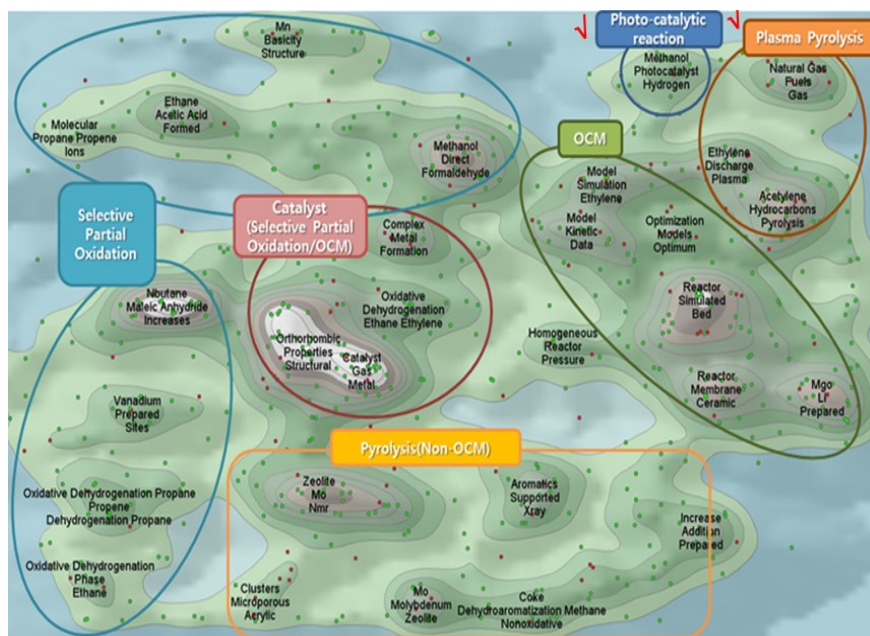 Photo-catalytic
reaction
Plasma Pyrolysis
Mn
Basicity
Structure
Methanol
Photocatalyst
Hydrogen
Natural Gas
Fuels
Gas
Ethane
Acetic Acid
Formed
Molecular
Propane Propene
Ions
Methanol
Direct
Formaldehyde
OCM
Ethylene
Discharge
Plasma
Model
Simulation
Ethylene
Acetylene
Hydrocarbons
Pyrolysis
Selective
Partial
Oxidation
Catalyst
(Selective Partial
Oxidation/OCM)
Complex
Metal
Formation
Model
Kinetic
Data
Optimization
Models
Optimum
Nbutane
Maleic Anhydride
Increases
Oxidative
Dehydrogenation
Ethane Ethylene
Reactor
Simulated
Bed
Orthorhombic
Properties
Structural
Catalyst
Gas
Metal
Homogeneous
Reactor
Pressure
Reactor
Membrane
Ceramic
Mgo
Li
Prepared
Vanadium
Prepared
Sites
Pyrolysis(Non-OCM)
Zeolite
Mo
Nmr
Aromatics
Supported
Xray
Oxidative Dehydrogenation Propane
Propene
Dehydrogenation Propane
Increase
Addition
Prepared
Oxidative Dehydrogenation
Phase
Ethane
Clusters
Microporous
Acrylic
Mo
Molybdenum
Zeolite
Coke
Dehydroaromatization Methane
Nonoxidative